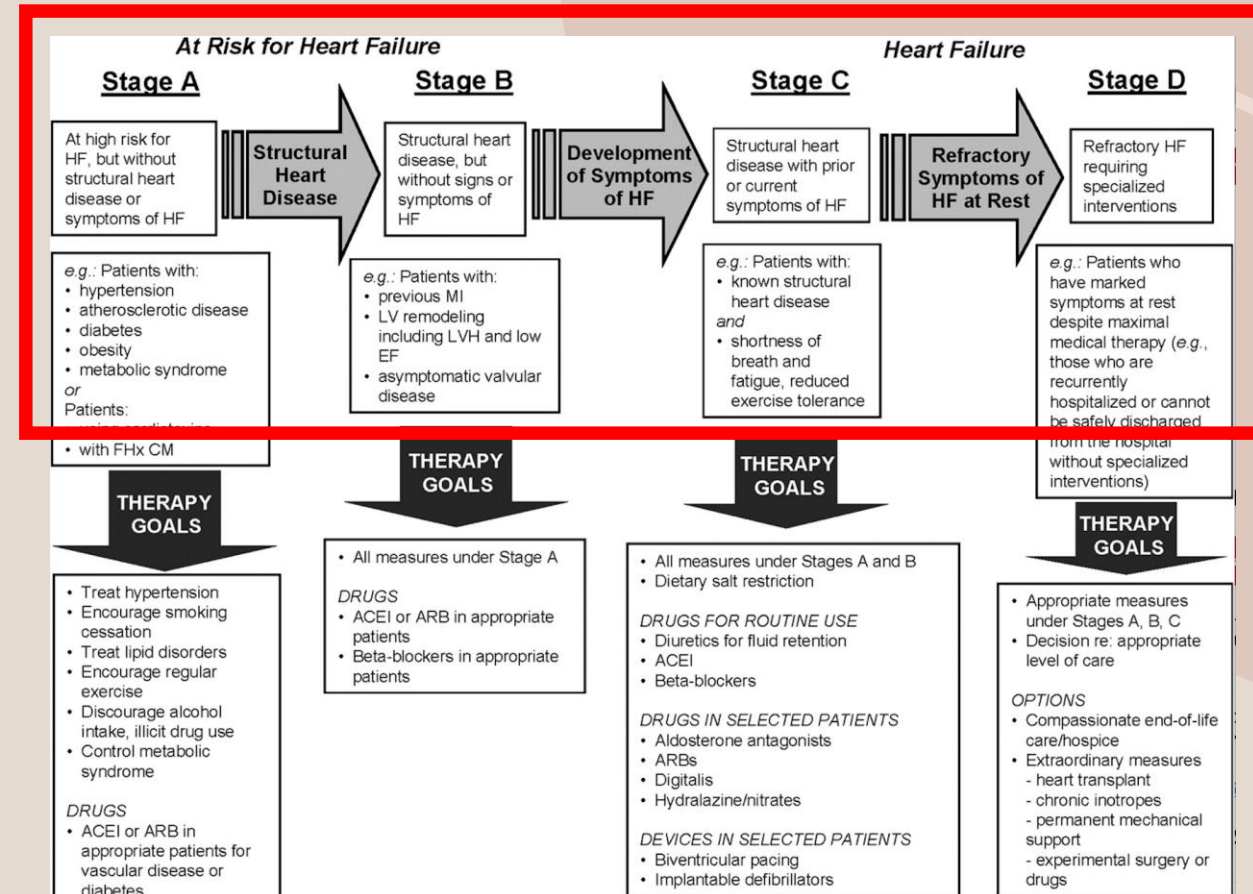 At Risk for Heart Failure
Heart Failure
Stage A
Stage B
Stage C
Stage D
At high risk for
HF, but without
structural heart
disease or
symptoms of HF
Structural
Heart
Disease
Structural heart
disease, but
without signs or
symptoms of
HF
Development
of Symptoms
of HF
Structural heart
disease with prior
or current
symptoms of HF
Refractory
Symptoms of
HF at Rest
Refractory HF
requiring
specialized
interventions
e.g.: Patients with:
• hypertension
• atherosclerotic disease
• diabetes
• obesity
• metabolic syndrome
or
Patients:
• with FHx CM
e.g.: Patients with:
• previous MI
• LV remodeling
including LVH and low
EF
• asymptomatic valvular
disease
e.g.: Patients with:
• known structural
heart disease
and
• shortness of
breath and
fatigue, reduced
exercise tolerance
e.g.: Patients who
have marked
symptoms at rest
despite maximal
medical therapy (e.g.,
those who are
recurrently
hospitalized or cannot
be safely discharged
from the hospital
without specialized
interventions)
THERAPY
GOALS
• Treat hypertension
• Encourage smoking
cessation
• Treat lipid disorders
• Encourage regular
exercise
• Discourage alcohol
intake, illicit drug use
• Control metabolic
syndrome
DRUGS
• ACEI or ARB in
appropriate patients for
vascular disease or
diabetes
THERAPY
GOALS
• All measures under Stage A
DRUGS
• ACEI or ARB in appropriate
patients
• Beta-blockers in appropriate
patients
THERAPY
GOALS
• All measures under Stages A and B
• Dietary salt restriction
DRUGS FOR ROUTINE USE
• Diuretics for fluid retention
• ACEI
• Beta-blockers
DRUGS IN SELECTED PATIENTS
• Aldosterone antagonists
• ARBs
• Digitalis
• Hydralazine/nitrates
DEVICES IN SELECTED PATIENTS
• Biventricular pacing
• Implantable defibrillators
THERAPY
GOALS
• Appropriate measures
under Stages A, B, C
• Decision re: appropriate
level of care
OPTIONS
• Compassionate end-of-life
care/hospice
• Extraordinary measures
- heart transplant
- chronic inotropes
- permanent mechanical
support
- experimental surgery or
drugs